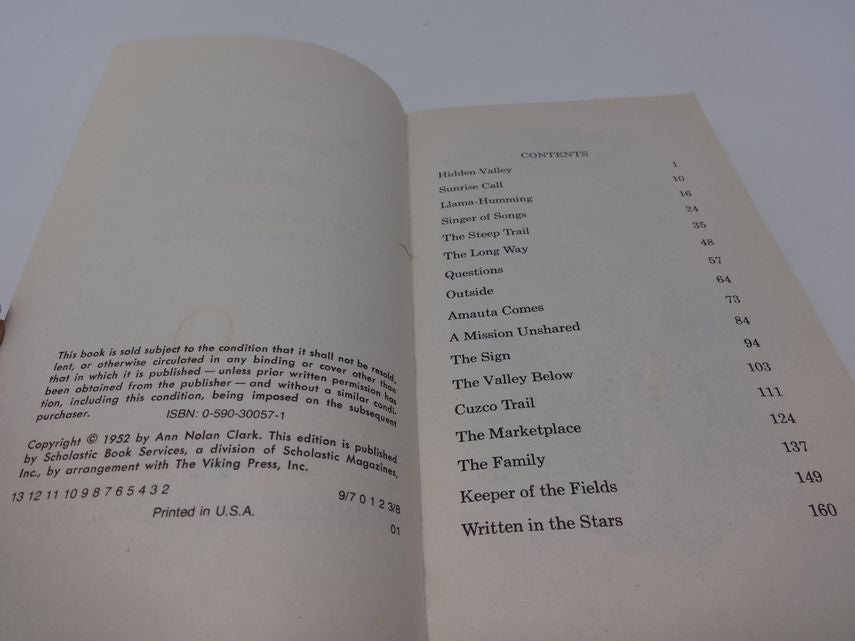 This book is sold subject to the condition that it shall not be resold,
lent, or otherwise circulated in any binding or cover other than
that in which it is published — unless prior written permission has
been obtained from the publisher — and without a similar condi-
tion, including this condition, being imposed on the subsequent
purchaser. ISBN: 0-590-30057-1
Copyright © 1952 by Ann Nolan Clark. This edition is published
by Scholastic Book Services, a division of Scholastic Magazines,
Inc., by arrangement with The Viking Press, Inc.
13 12 11 10 9 8 7 6 5 4 3 2 9/7 0 1 2 3/8
Printed in U.S.A.
01
CONTENTS
Hidden Valley 1
Sunrise Call 10
Llama-Humming 16
Singer of Songs 24
The Steep Trail 35
The Long Way 48
Questions 57
Outside 64
Amauta Comes 73
A Mission Unshared 84
The Sign 94
The Valley Below 103
Cuzco Trail 111
The Marketplace 124
The Family 137
Keeper of the Fields 149
Written in the Stars 160